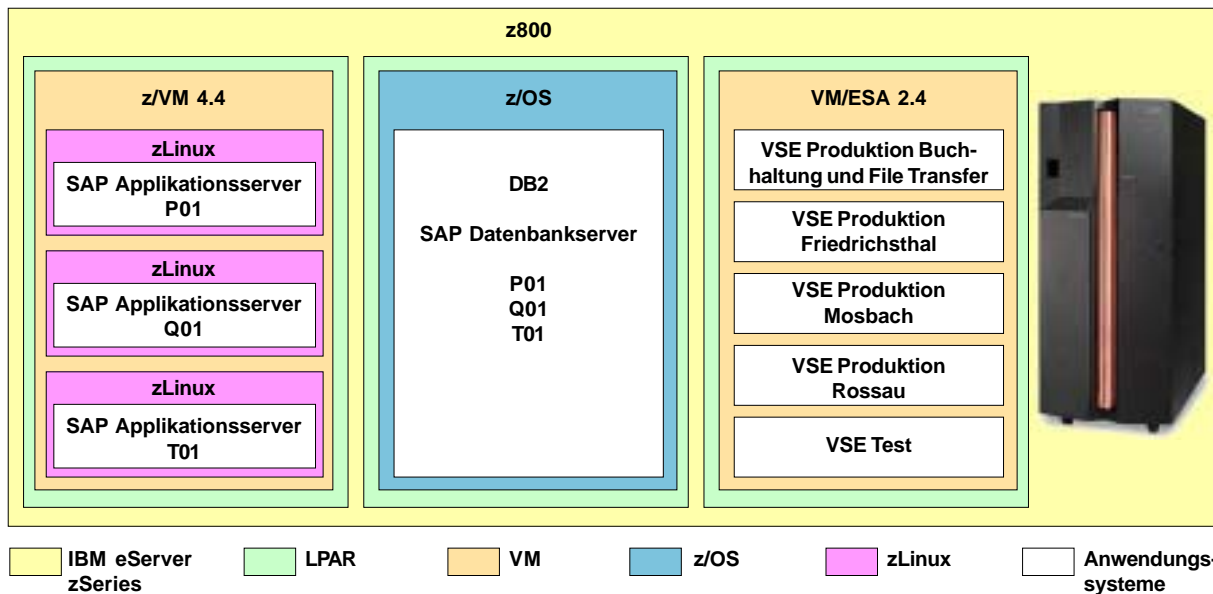 z800
z/VM 4.4
zLinux
SAP Applikationsserver
P01
zLinux
SAP Applikationsserver
Q01
zLinux
SAP Applikationsserver
T01
z/OS
DB2
SAP Datenbankserver
P01
Q01
T01
VM/ESA 2.4
VSE Produktion Buch-
haltung und File Transfer
VSE Produktion
Friedrichsthal
VSE Produktion
Mosbach
VSE Produktion
Rossau
VSE Test
IBM eServer
zSeries
LPAR
VM
z/OS
zLinux
Anwendungs-
systeme